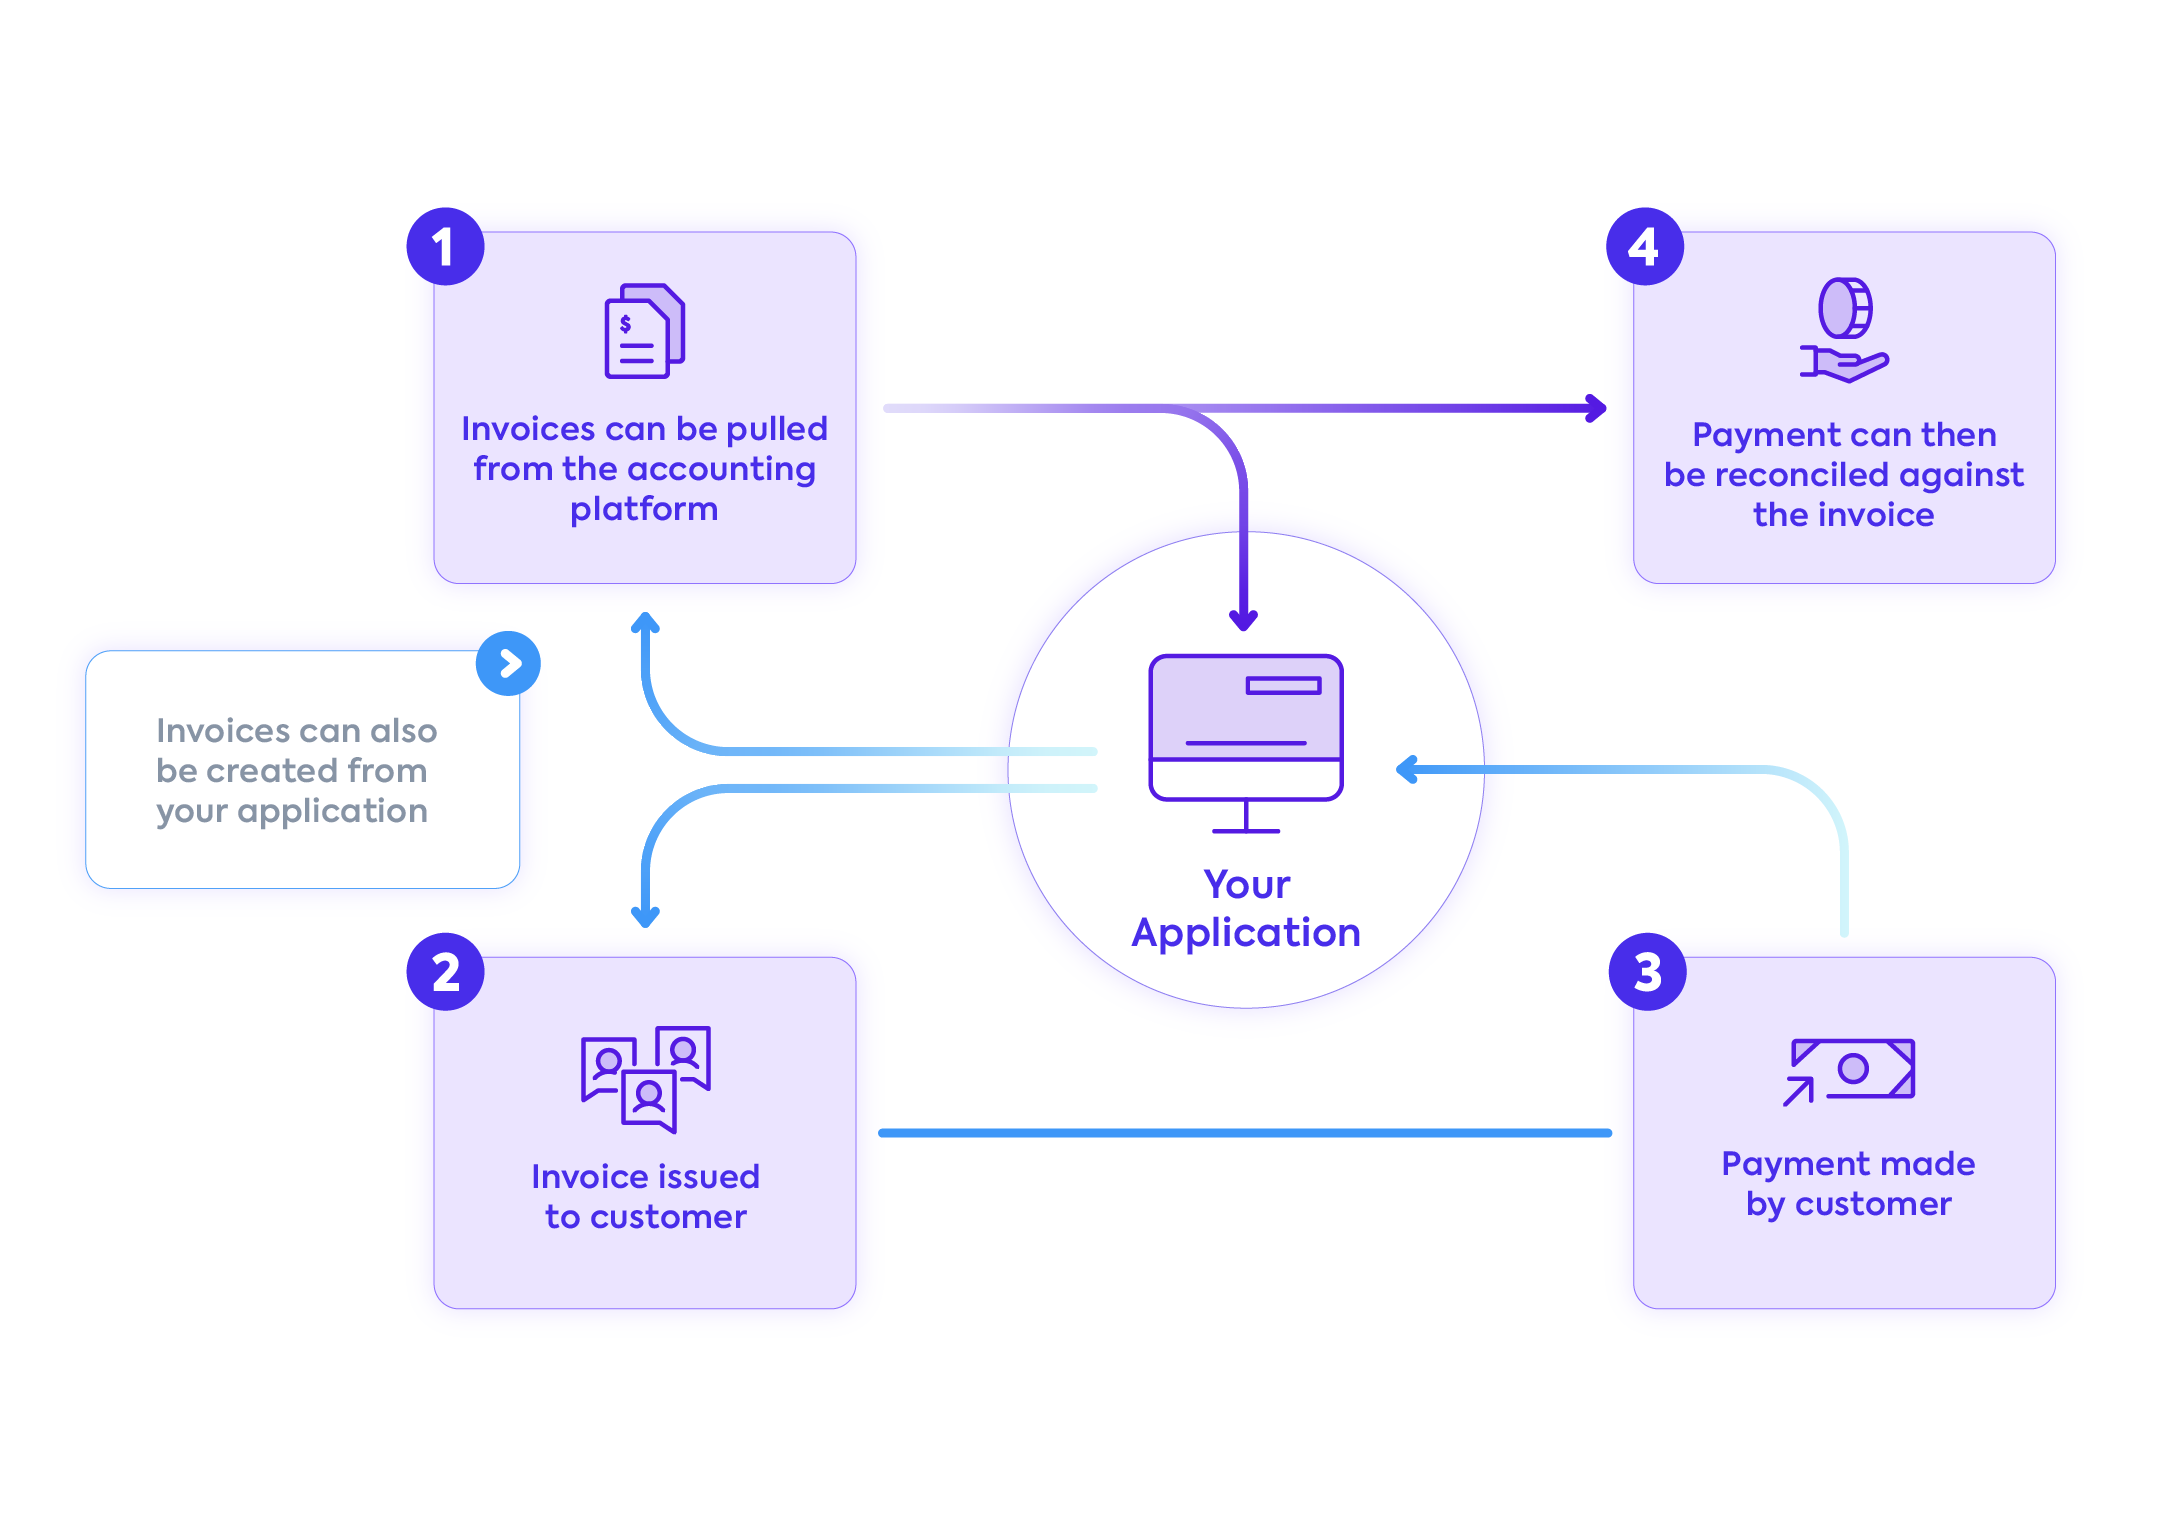 1
$
Invoices can be pulled
from the accounting
platform
4
Payment can then
be reconciled against
the invoice
Invoices can also
be created from
your application
Your
Application
2
Invoice issued
to customer
3
Payment made
by customer